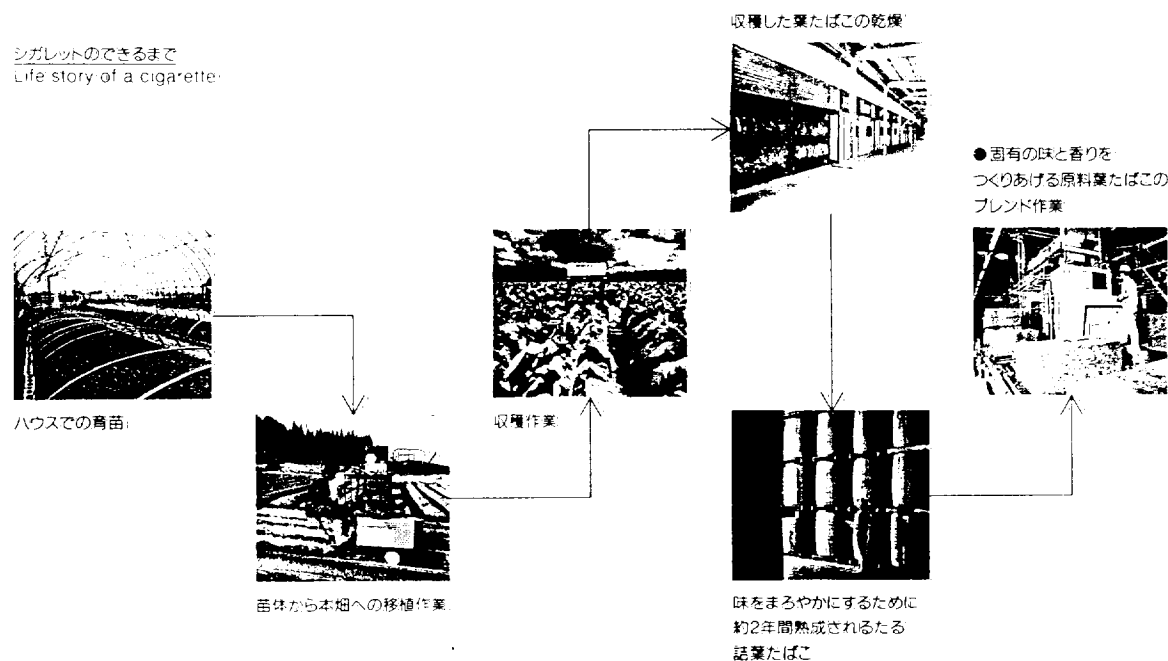 シガレットのできるまで
Life story of a cigarette
ハウスでの育苗
苗体から本畑への移植作業
収穫作業
収穫した葉たばこの乾燥
味をまろやかにするために
約2年間熟成されるたる
詰葉たばこ
● 固有の味と香りを
つくりあげる原料葉たばこの
ブレンド作業